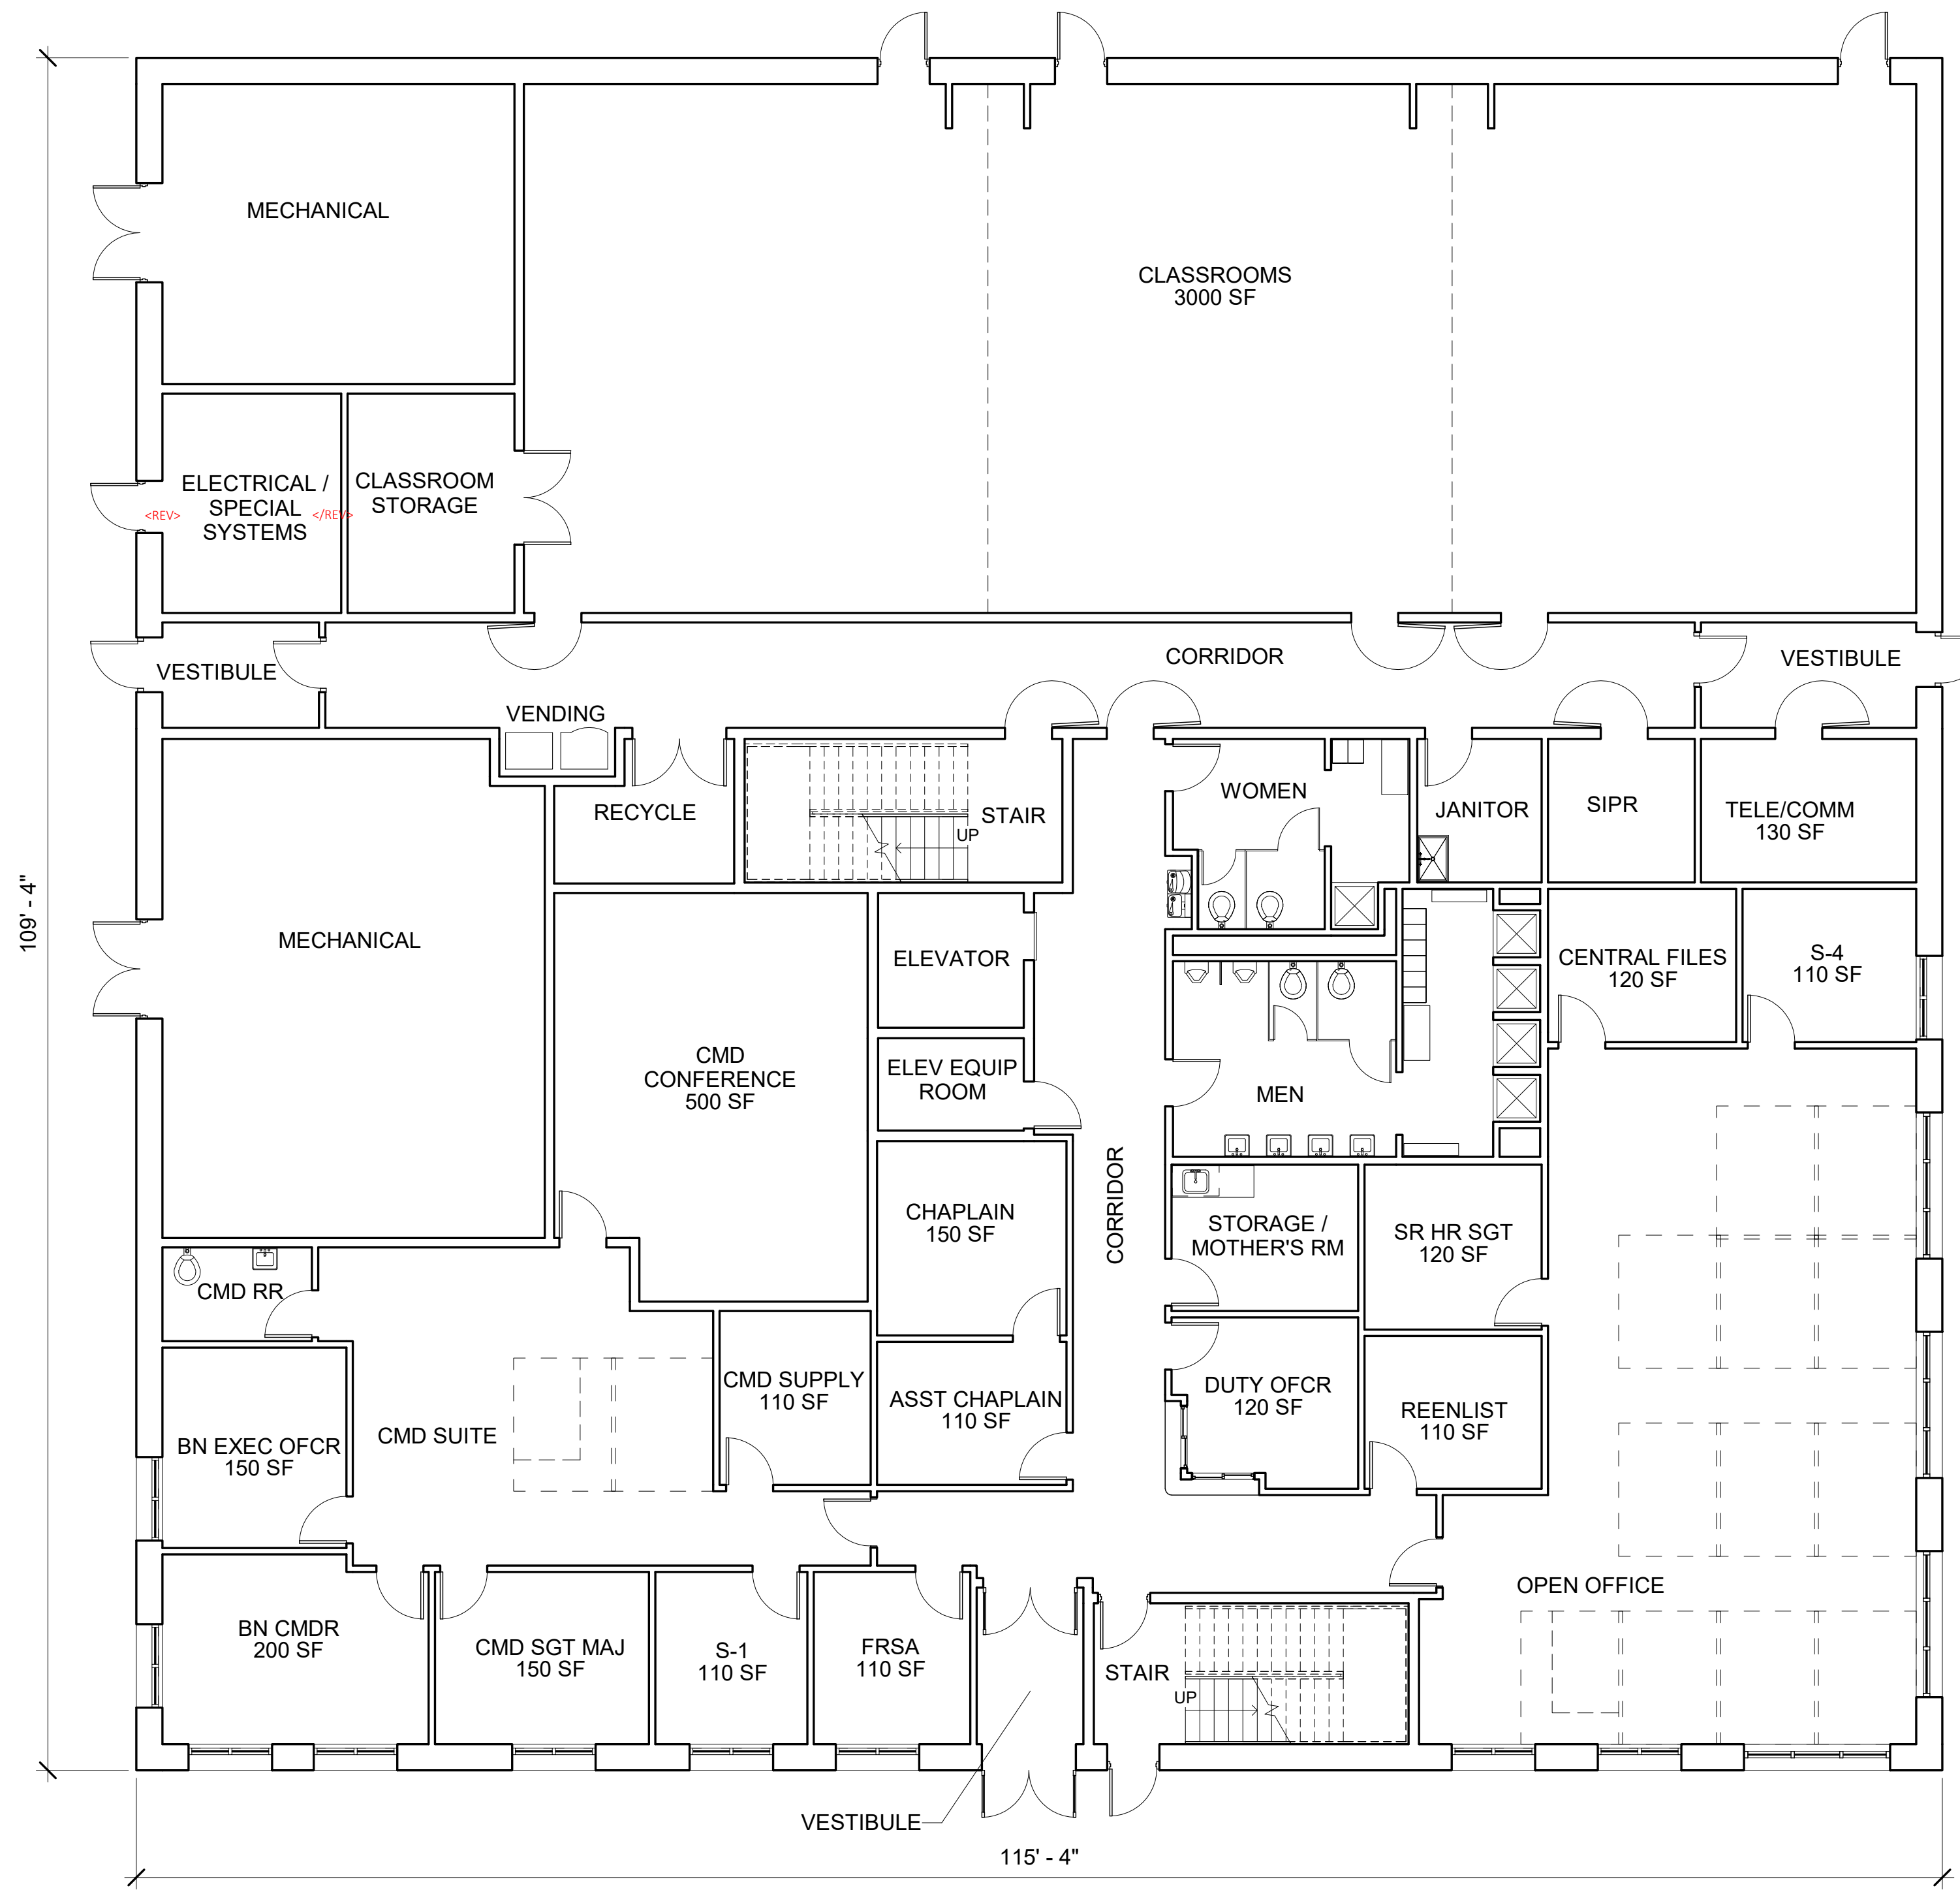 MECHANICAL
CLASSROOMS
3000 SF
ELECTRICAL /
SPECIAL
SYSTEMS
<REV>
</REV>
CLASSROOM
STORAGE
109' - 4"
VESTIBULE
CORRIDOR
VESTIBULE
VENDING
RECYCLE
STAIR
UP
WOMEN
JANITOR
SIPR
TELE/COMM
130 SF
MECHANICAL
ELEVATOR
CENTRAL FILES
120 SF
S-4
110 SF
CMD
CONFERENCE
500 SF
ELEV EQUIP
ROOM
MEN
CORRIDOR
CHAPLAIN
150 SF
STORAGE /
MOTHER'S RM
SR HR SGT
120 SF
CMD RR
CMD SUPPLY
110 SF
ASST CHAPLAIN
110 SF
DUTY OFCR
120 SF
REENLIST
110 SF
BN EXEC OFCR
150 SF
CMD SUITE
OPEN OFFICE
BN CMDR
200 SF
CMD SGT MAJ
150 SF
S-1
110 SF
FRSA
110 SF
STAIR
UP
VESTIBULE
115' - 4"